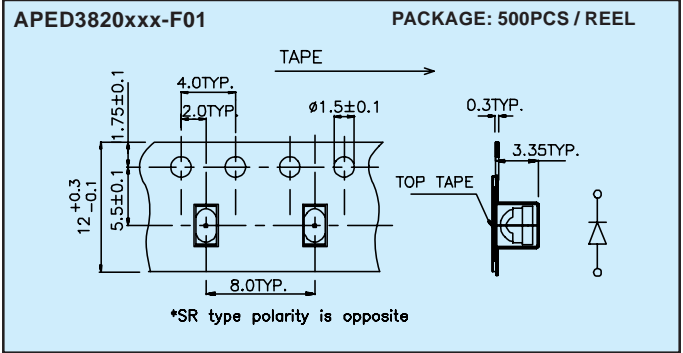 APED3820xxx-F01
PACKAGE: 500PCS / REEL
TAPE
4.0TYP.
2.0TYP.
ø1.5±0.1
1.75±0.1
0.3TYP.
3.35TYP.
TOP TAPE
12 +0.3 -0.1
5.5±0.1
8.0TYP.
*SR type polarity is opposite